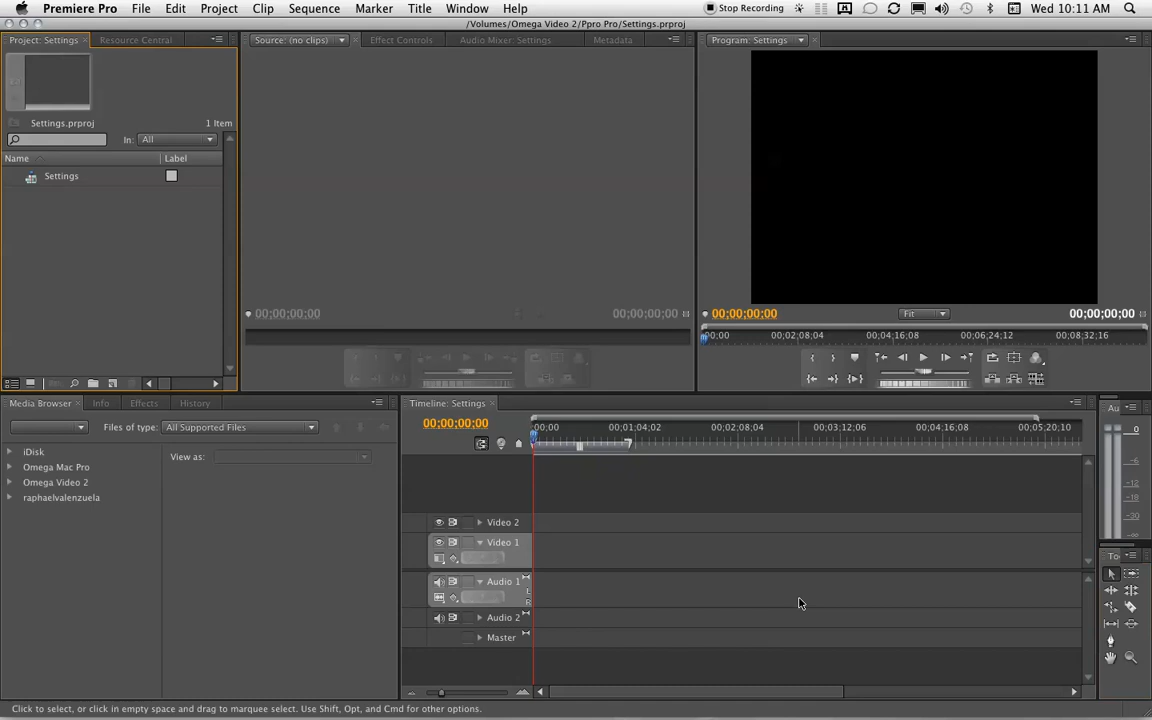 Premiere Pro File Edit Project Clip Sequence Marker Title Window Help Stop Recording Wed 10:11 AM
/Volumes/Omega Video 2/Ppro Pro/Settings.prproj
Project: Settings Resource Central
Source: (no clips) Effect Controls Audio Mixer: Settings Metadata
Program: Settings
Settings.prproj 1 Item
In: All
Name Label
Settings
00;00;00;00 00;00;00;00
00;00;00;00 Fit 00;00;00;00
00;00 00;02;08;04 00;04;16;08 00;06;24;12 00;08;32;16
Media Browser Info Effects History
Files of type: All Supported Files
View as:
iDisk
Omega Mac Pro
Omega Video 2
raphaelvalenzuela
Timeline: Settings
00;00;00;00
00;00 00;01;04;02 00;02;08;04 00;03;12;06 00;04;16;08 00;05;20;10
Video 2
Video 1
Audio 1
L
R
Audio 2
Master
Au
0
-6
-12
-18
-30
-∞
To
Click to select, or click in empty space and drag to marquee select. Use Shift, Opt, and Cmd for other options.